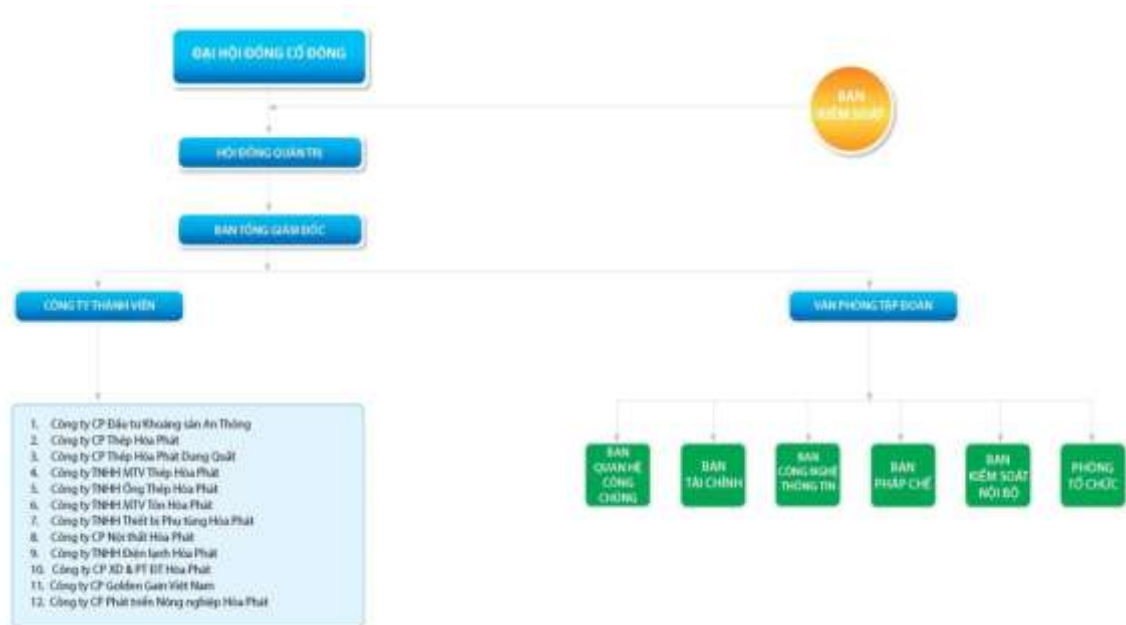 ĐẠI HỘI ĐỒNG CỔ ĐÔNG
BAN
KIỂM SOÁT
HỘI ĐỒNG QUẢN TRỊ
BAN TỔNG GIÁM ĐỐC
CÔNG TY THÀNH VIÊN
VĂN PHÒNG TẬP ĐOÀN
1. Công ty CP Đầu tư Khoáng sản An Thông
2. Công ty CP Thép Hòa Phát
3. Công ty CP Thép Hòa Phát Dung Quất
4. Công ty TNHH MTV Thép Hòa Phát
5. Công ty TNHH Ống Thép Hòa Phát
6. Công ty TNHH MTV Tôn Hòa Phát
7. Công ty TNHH Thiết bị Phụ tùng Hòa Phát
8. Công ty CP Nội thất Hòa Phát
9. Công ty TNHH Điện lạnh Hòa Phát
10. Công ty CP XD & PT ĐT Hòa Phát
11. Công ty CP Golden Gain Việt Nam
12. Công ty CP Phát triển Nông nghiệp Hòa Phát
BAN
QUAN HỆ
CÔNG
CHÚNG
BAN
TÀI CHÍNH
BAN
CÔNG NGHỆ
THÔNG TIN
BAN
PHÁP CHẾ
BAN
KIỂM SOÁT
NỘI BỘ
PHÒNG
TỔ CHỨC